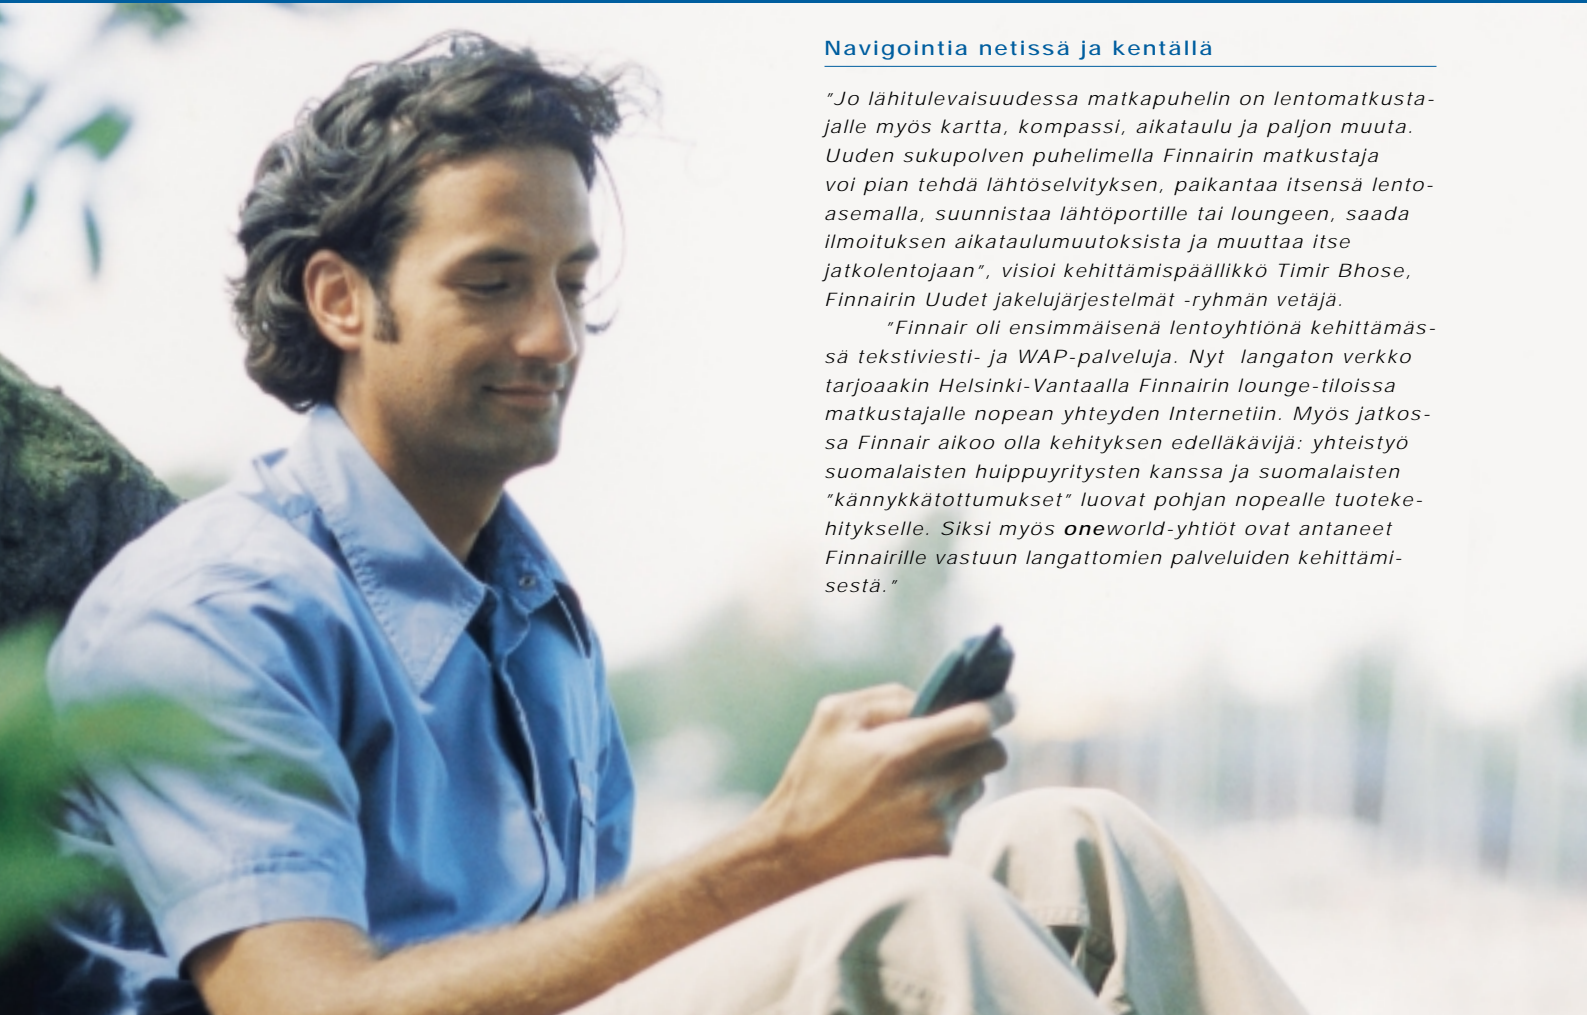 Navigointia netissä ja kentällä
"Jo lähitulevaisuudessa matkapuhelin on lentomatkusta-
jalle myös kartta, kompassi, aikataulu ja paljon muuta.
Uuden sukupolven puhelimella Finnairin matkustaja
voi pian tehdä lähtöselvityksen, paikantaa itsensä lento-
asemalla, suunnistaa lähtöportille tai loungeen, saada
ilmoituksen aikataulumuutoksista ja muuttaa itse
jatkolentojaan", visioi kehittämispäällikkö Timir Bhose,
Finnairin Uudet jakelujärjestelmät -ryhmän vetäjä.
"Finnair oli ensimmäisenä lentoyhtiönä kehittämäs-
sä tekstiviesti- ja WAP-palveluja. Nyt  langaton verkko
tarjoaakin Helsinki-Vantaalla Finnairin lounge-tiloissa
matkustajalle nopean yhteyden Internetiin. Myös jatkos-
sa Finnair aikoo olla kehityksen edelläkävijä: yhteistyö
suomalaisten huippuyritysten kanssa ja suomalaisten
"kännykkätottumukset" luovat pohjan nopealle tuoteke-
hitykselle. Siksi myös oneworld-yhtiöt ovat antaneet
Finnairille vastuun langattomien palveluiden kehittämi-
sestä."